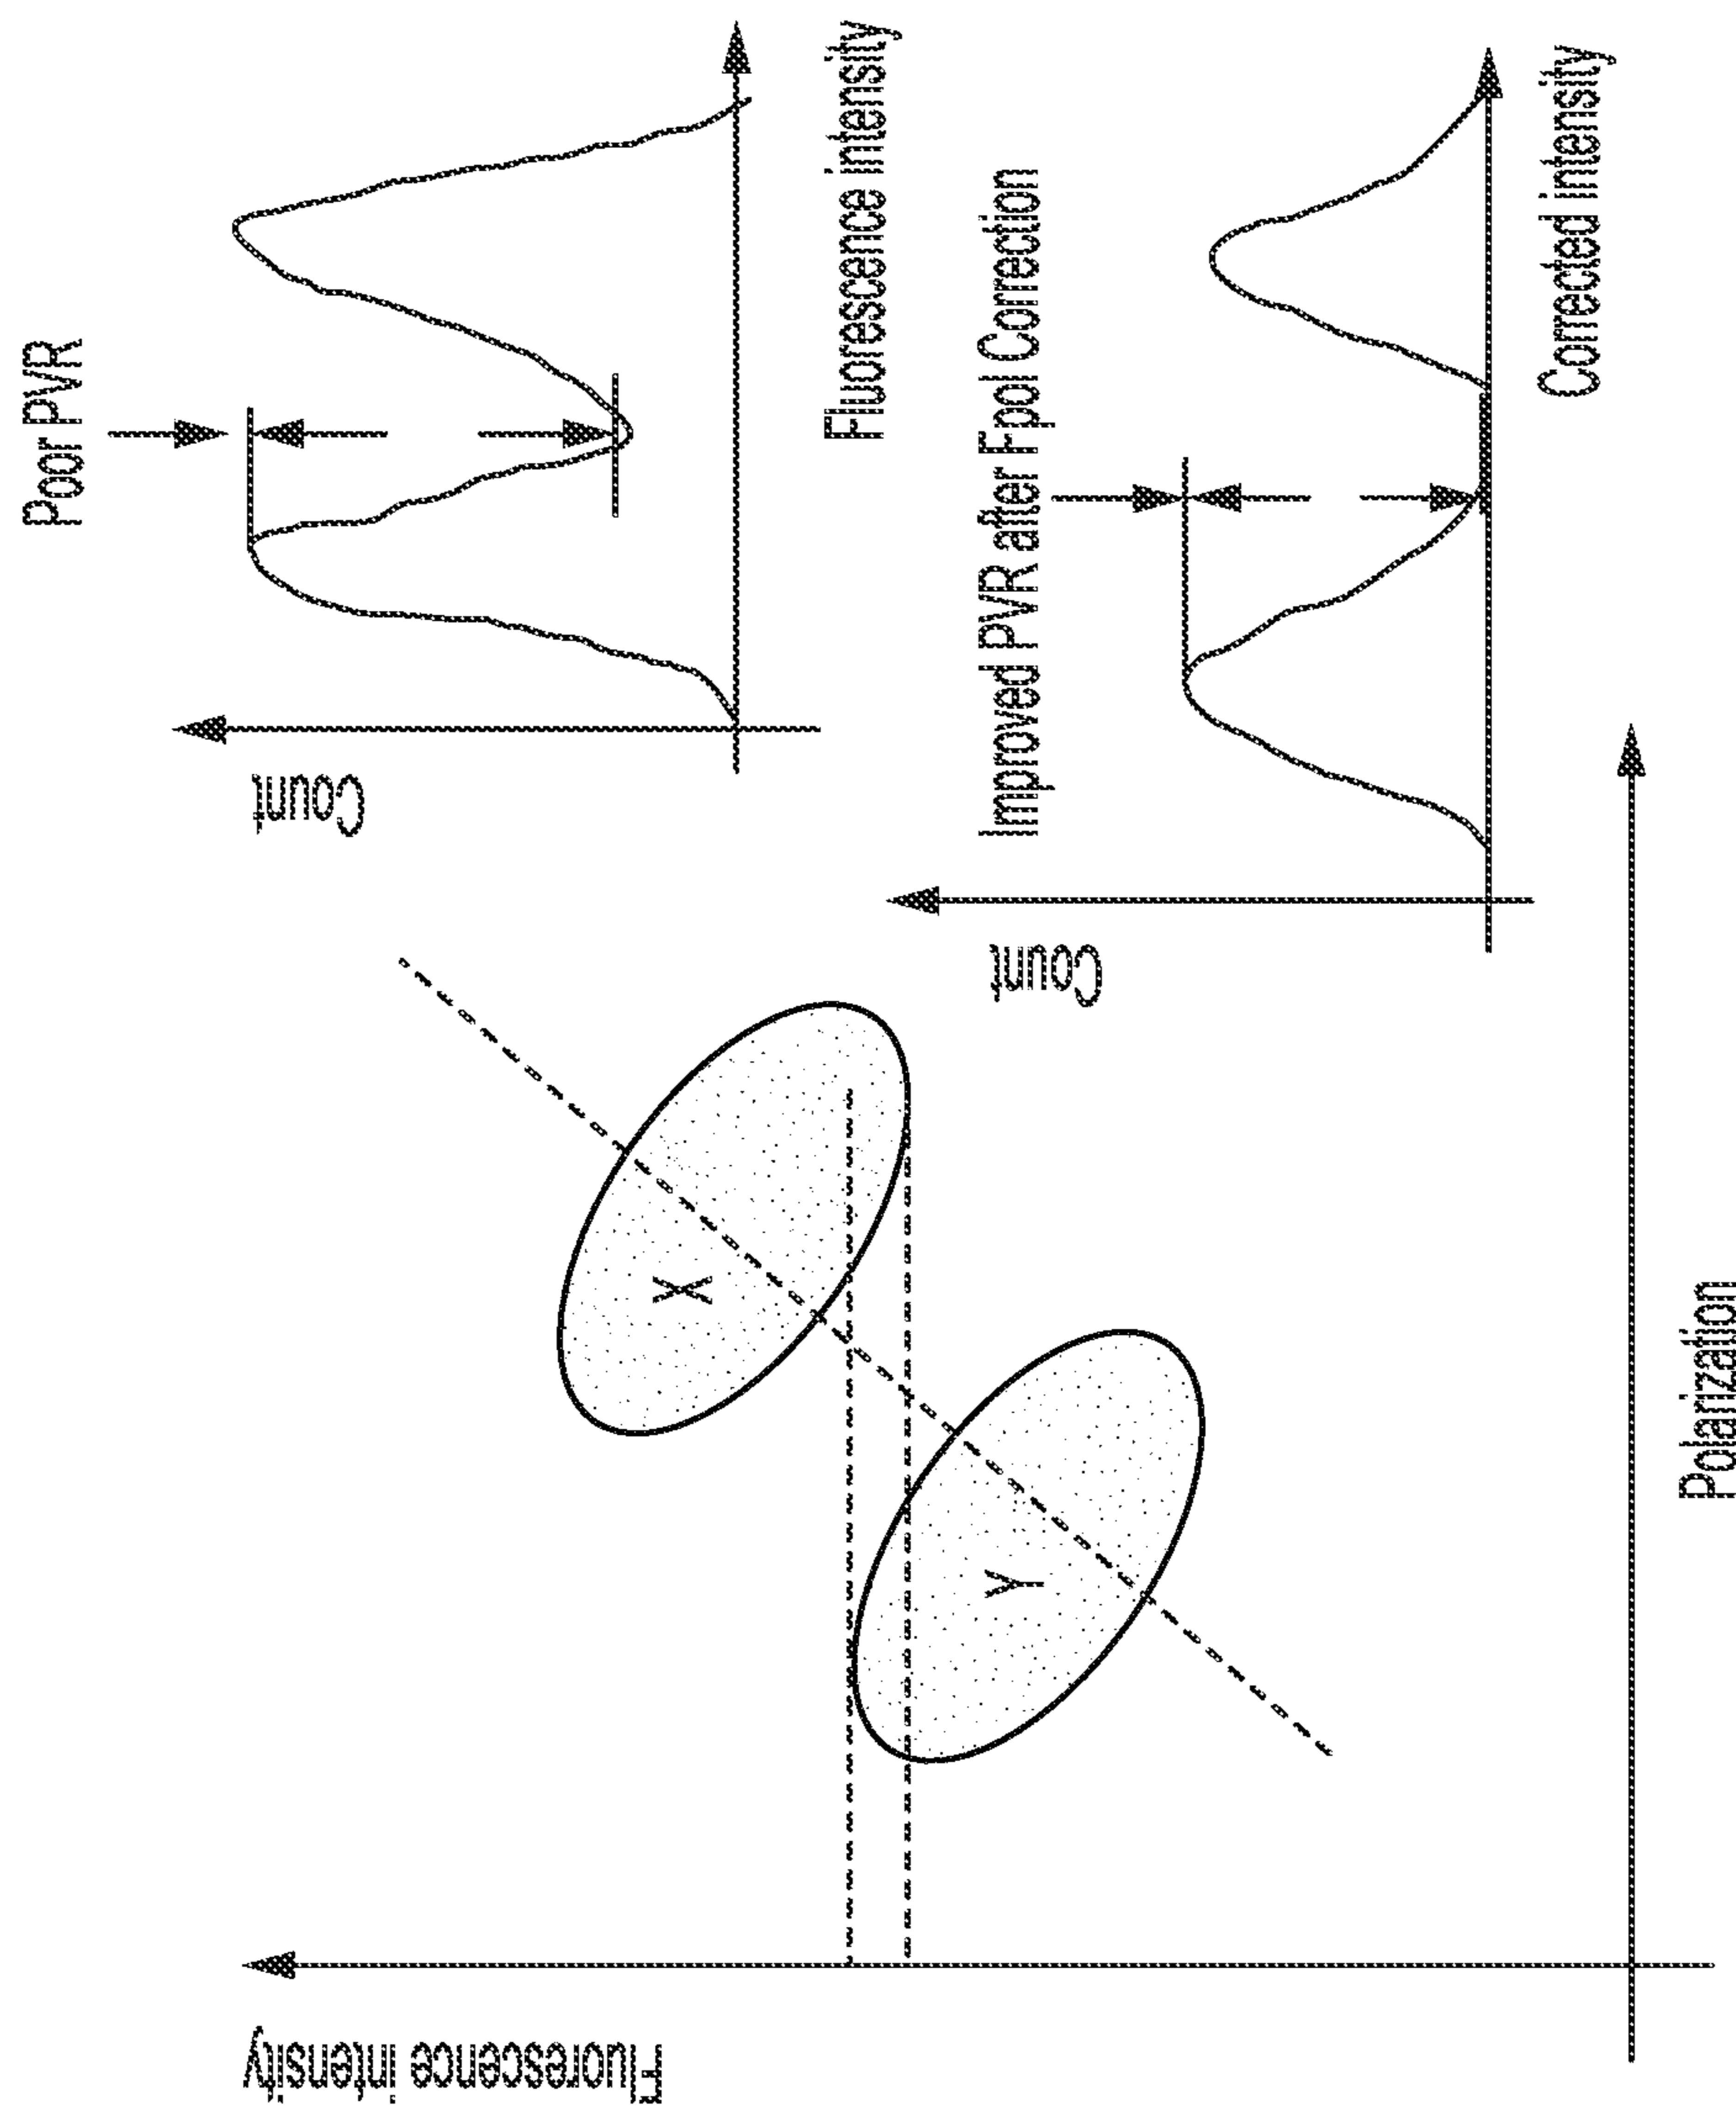 Poor PVR
Count
Fluorescence intensity
Improved PVR after Fpol Correction
Count
Corrected intensity
X
Y
Fluorescence intensity
Polarization